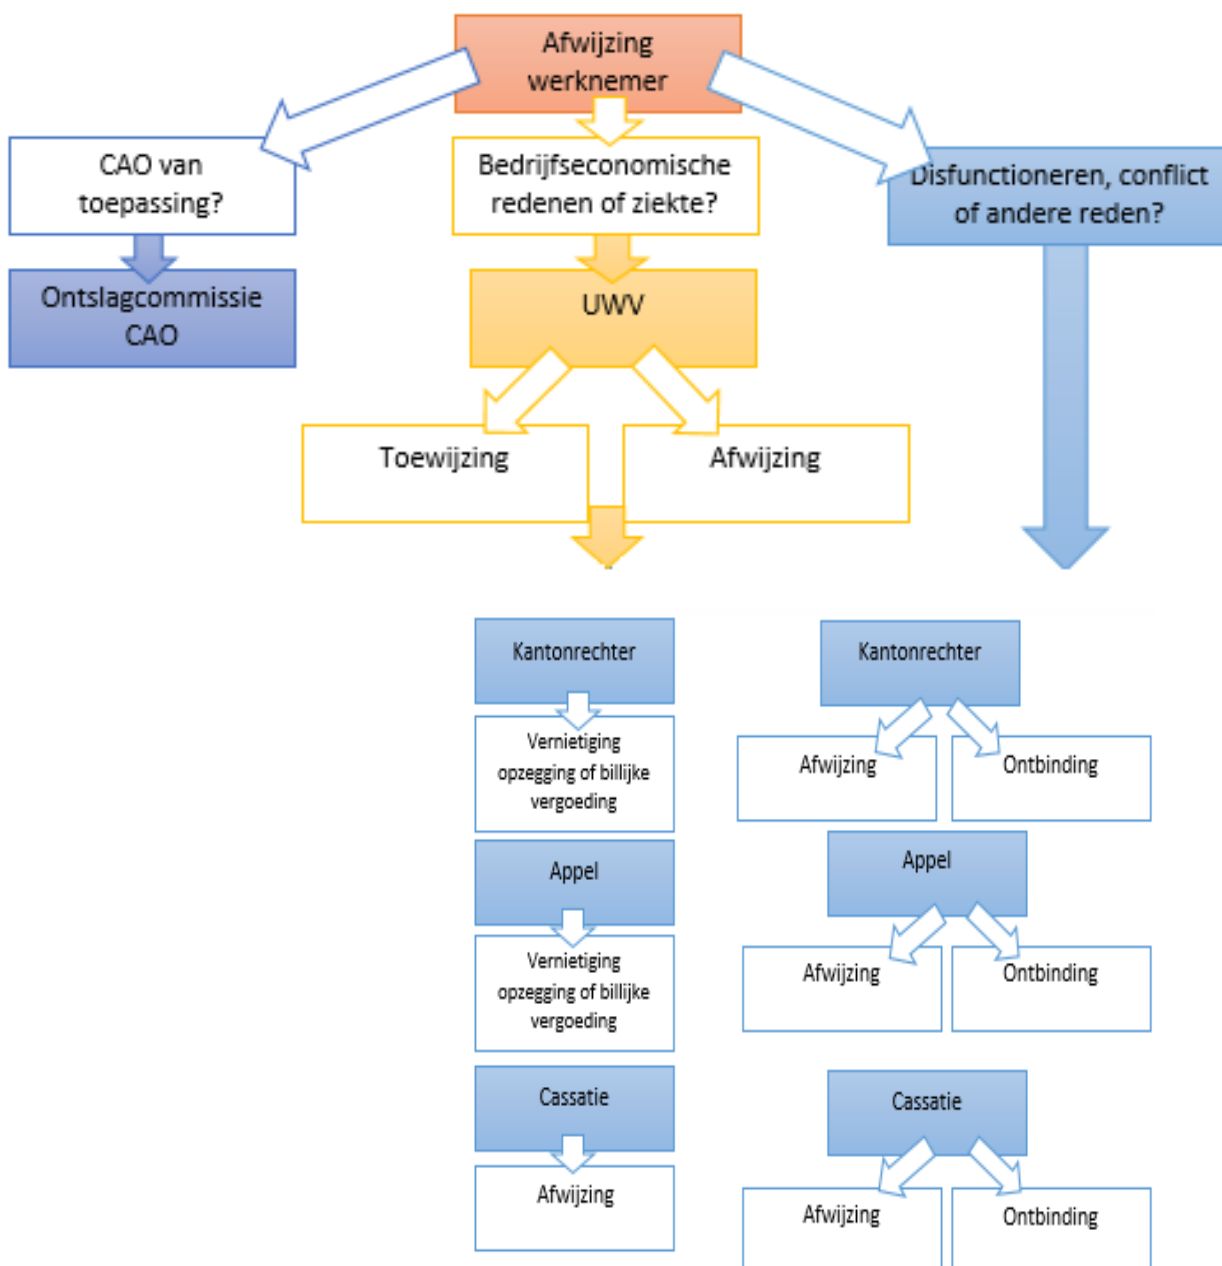 Afwijzing
werknemer
CAO van
toepassing?
Bedrijfseconomische
redenen of ziekte?
Disfunctioneren, conflict
of andere reden?
Ontslagcommissie
CAO
UWV
Toewijzing
Afwijzing
Kantonrechter
Kantonrechter
Vernietiging
opzegging of billijke
vergoeding
Afwijzing
Ontbinding
Appel
Appel
Vernietiging
opzegging of billijke
vergoeding
Afwijzing
Ontbinding
Cassatie
Cassatie
Afwijzing
Afwijzing
Ontbinding